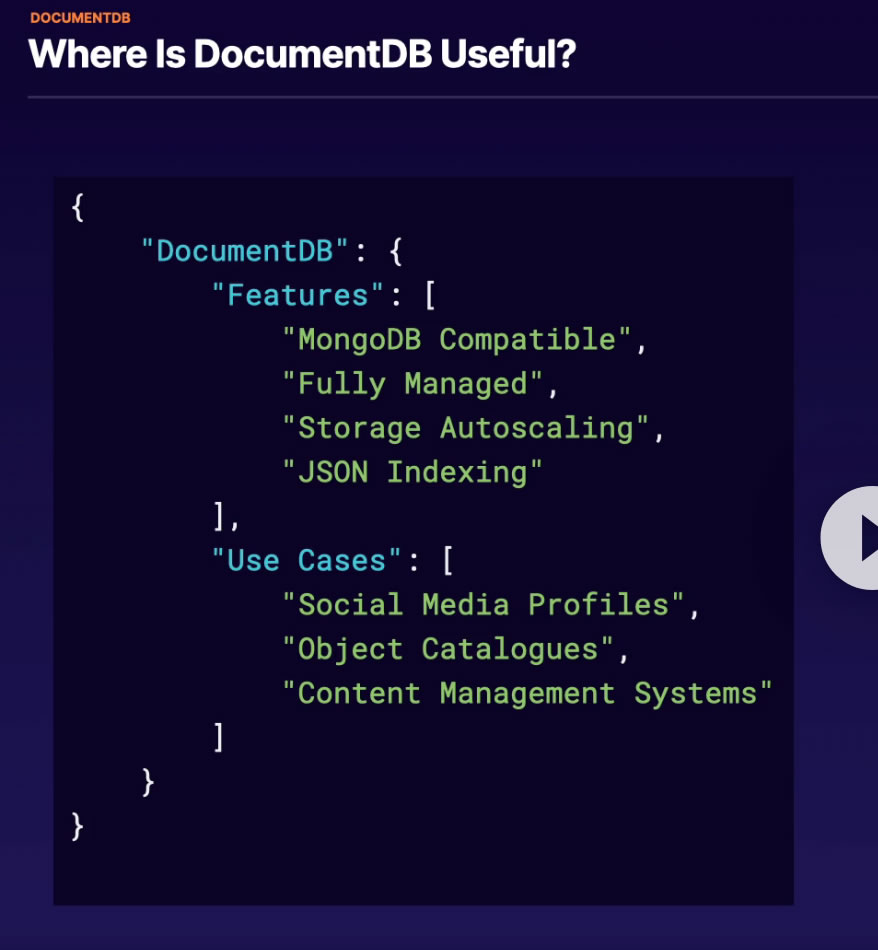 DOCUMENTDB
Where Is DocumentDB Useful?
{
    "DocumentDB": {
        "Features": [
            "MongoDB Compatible",
            "Fully Managed",
            "Storage Autoscaling",
            "JSON Indexing"
        ],
        "Use Cases": [
            "Social Media Profiles",
            "Object Catalogues",
            "Content Management Systems"
        ]
    }
}